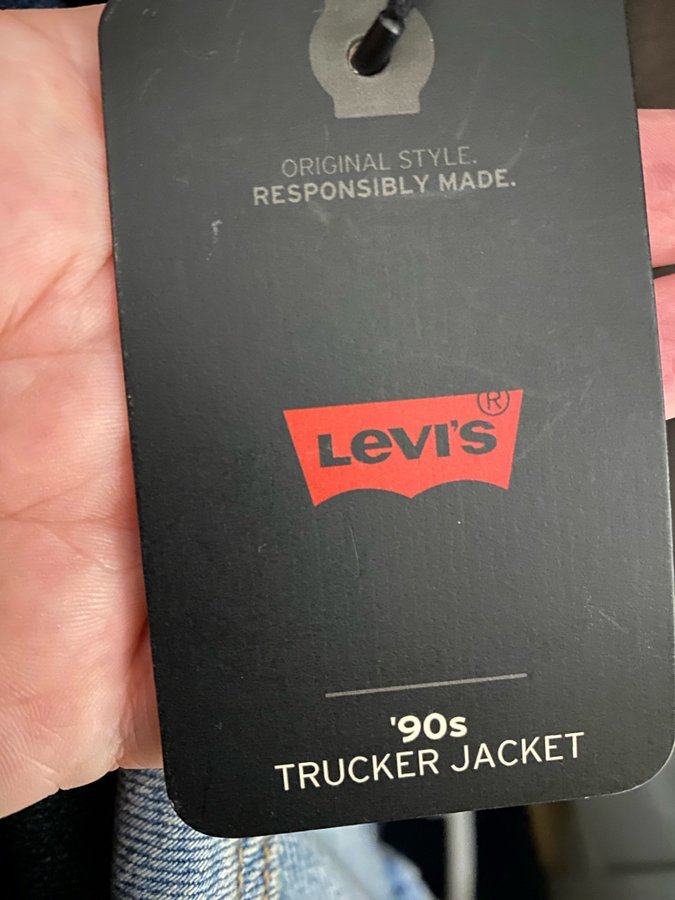 ORIGINAL STYLE.
RESPONSIBLY MADE.
Levi's®
'90s
TRUCKER JACKET